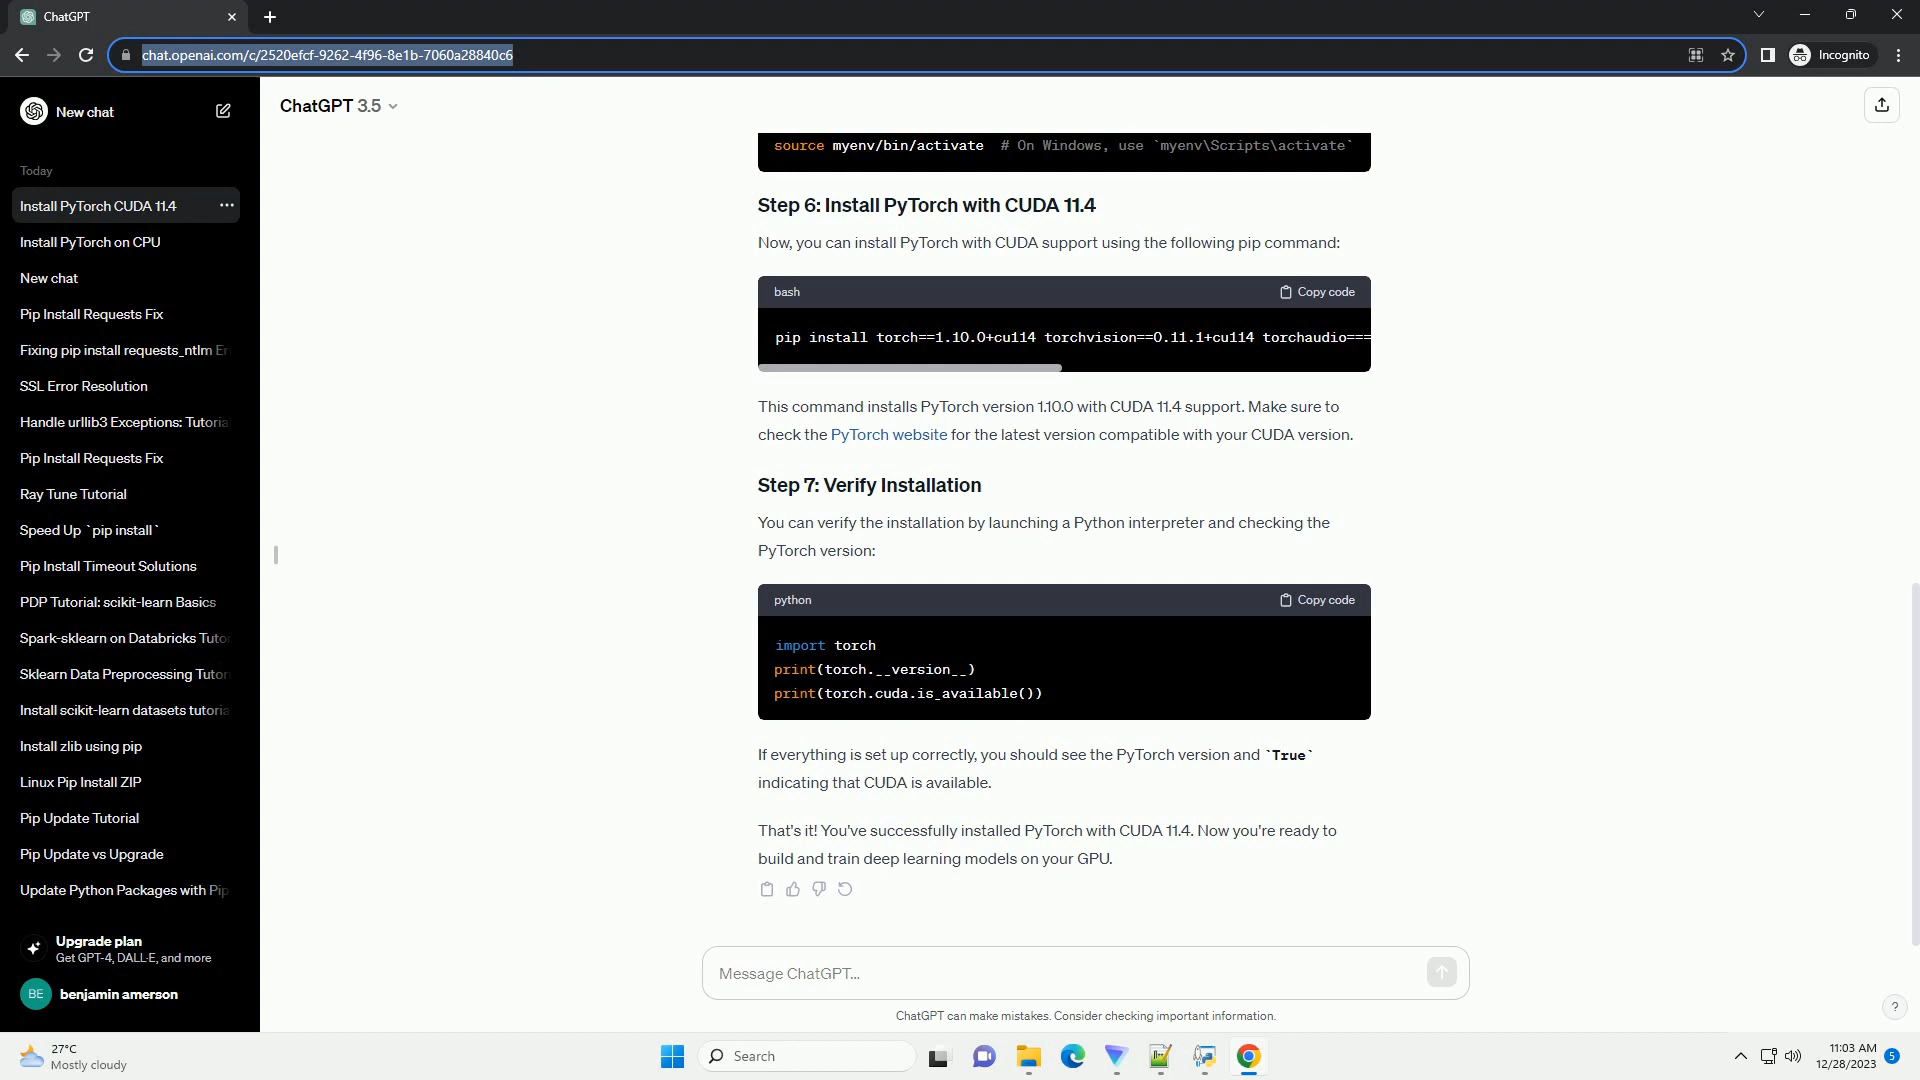 ChatGPT
chat.openai.com/c/2520efcf-9262-4f96-8e1b-7060a28840c6
Incognito
New chat
Today
Install PyTorch CUDA 11.4
Install PyTorch on CPU
New chat
Pip Install Requests Fix
Fixing pip install requests_ntlm Er
SSL Error Resolution
Handle urllib3 Exceptions: Tutoria
Pip Install Requests Fix
Ray Tune Tutorial
Speed Up `pip install`
Pip Install Timeout Solutions
PDP Tutorial: scikit-learn Basics
Spark-sklearn on Databricks Tuto
Sklearn Data Preprocessing Tutor
Install scikit-learn datasets tutoria
Install zlib using pip
Linux Pip Install ZIP
Pip Update Tutorial
Pip Update vs Upgrade
Update Python Packages with Pip
Upgrade plan
Get GPT-4, DALL·E, and more
BE
benjamin amerson
ChatGPT 3.5
source myenv/bin/activate  # On Windows, use `myenv\Scripts\activate`
Step 6: Install PyTorch with CUDA 11.4
Now, you can install PyTorch with CUDA support using the following pip command:
bash
Copy code
pip install torch==1.10.0+cu114 torchvision==0.11.1+cu114 torchaudio===
This command installs PyTorch version 1.10.0 with CUDA 11.4 support. Make sure to
check the PyTorch website for the latest version compatible with your CUDA version.
Step 7: Verify Installation
You can verify the installation by launching a Python interpreter and checking the
PyTorch version:
python
Copy code
import torch
print(torch.__version__)
print(torch.cuda.is_available())
If everything is set up correctly, you should see the PyTorch version and `True`
indicating that CUDA is available.
That's it! You've successfully installed PyTorch with CUDA 11.4. Now you're ready to
build and train deep learning models on your GPU.
Message ChatGPT...
ChatGPT can make mistakes. Consider checking important information.
?
27°C
Mostly cloudy
Search
11:03 AM
12/28/2023
5